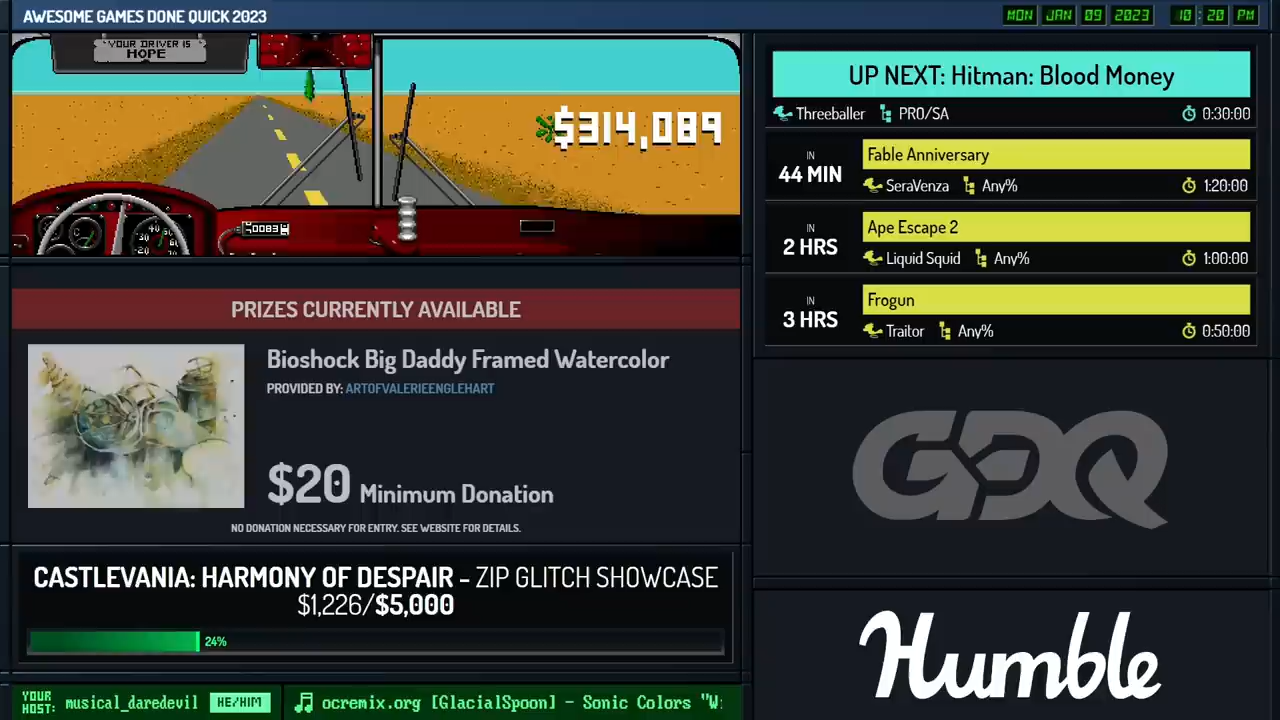 AWESOME GAMES DONE QUICK 2023
MON JAN 09 2023 10:20 PM
YOUR DRIVER IS
HOPE
$314,089
00831
PRIZES CURRENTLY AVAILABLE
Bioshock Big Daddy Framed Watercolor
PROVIDED BY: ARTOFVALERIEENGLEHART
$20 Minimum Donation
NO DONATION NECESSARY FOR ENTRY. SEE WEBSITE FOR DETAILS.
CASTLEVANIA: HARMONY OF DESPAIR - ZIP GLITCH SHOWCASE
$1,226/$5,000
24%
YOUR HOST: musical_daredevil HE/HIM
ocremix.org [GlacialSpoon] - Sonic Colors "W
UP NEXT: Hitman: Blood Money
Threeballer PRO/SA 0:30:00
IN 44 MIN
Fable Anniversary
SeraVenza Any% 1:20:00
IN 2 HRS
Ape Escape 2
Liquid Squid Any% 1:00:00
IN 3 HRS
Frogun
Traitor Any% 0:50:00
GDQ
Humble